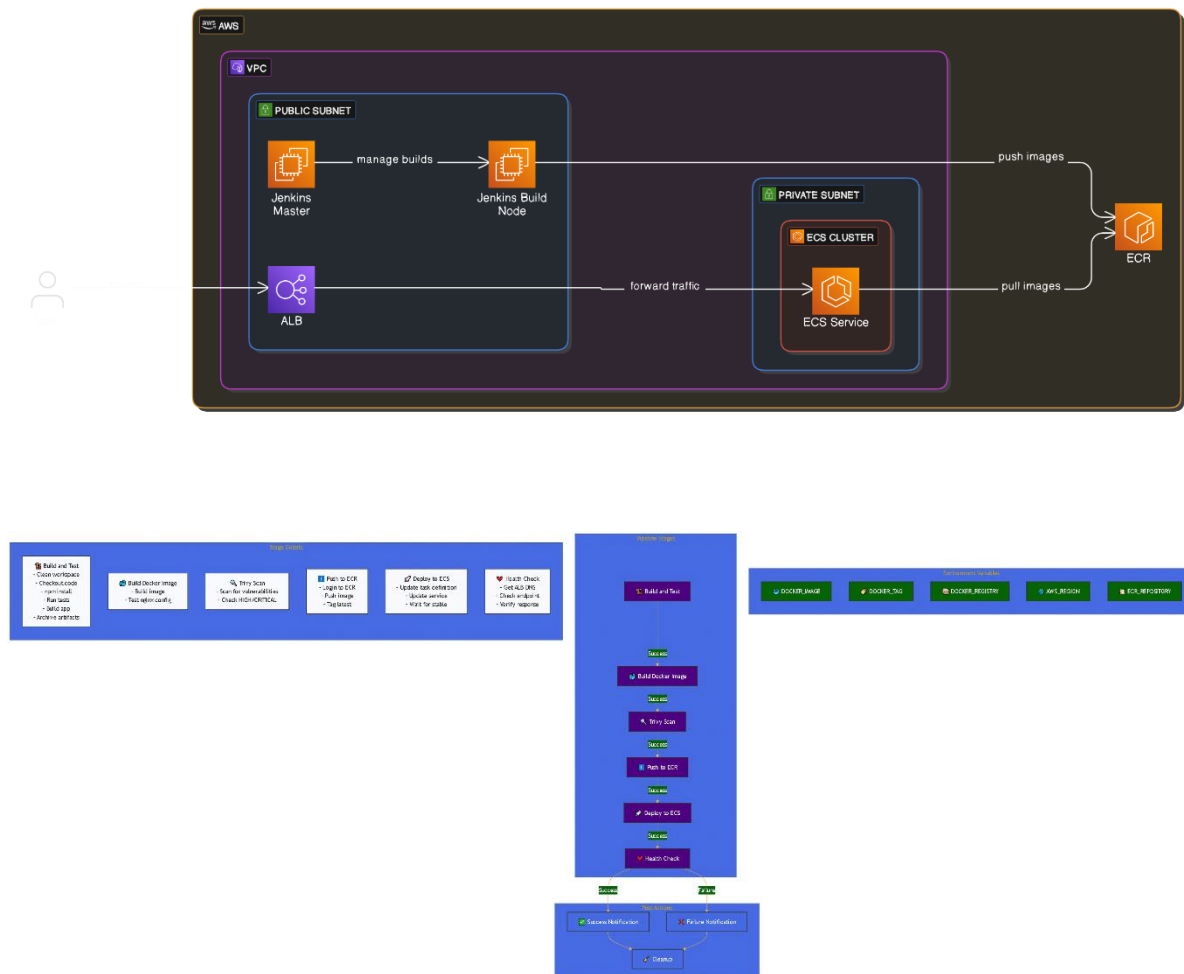 aws AWS
VPC
PUBLIC SUBNET
Jenkins
Master
manage builds
Jenkins Build
Node
push images
PRIVATE SUBNET
ECS CLUSTER
ECR
ALB
forward traffic
ECS Service
pull images
Stage Details
Build and Test
- Clean workspace
- Checkout code
- npm install
- Run tests
- Build app
- Archive artifacts
Build Docker Image
- Build image
- Test nginx config
Trivy Scan
- Scan for vulnerabilities
- Check HIGH/CRITICAL
Push to ECR
- Login to ECR
- Push image
- Tag latest
Deploy to ECS
- Update task definition
- Update service
- Wait for stable
Health Check
- Get ALB DNS
- Check endpoint
- Verify response
Pipeline Stages
Build and Test
Success
Build Docker Image
Success
Trivy Scan
Success
Push to ECR
Success
Deploy to ECS
Success
Health Check
Success
Failure
Post Actions
Success Notification
Failure Notification
Cleanup
Environment Variables
DOCKER_IMAGE
DOCKER_TAG
DOCKER_REGISTRY
AWS_REGION
ECR_REPOSITORY